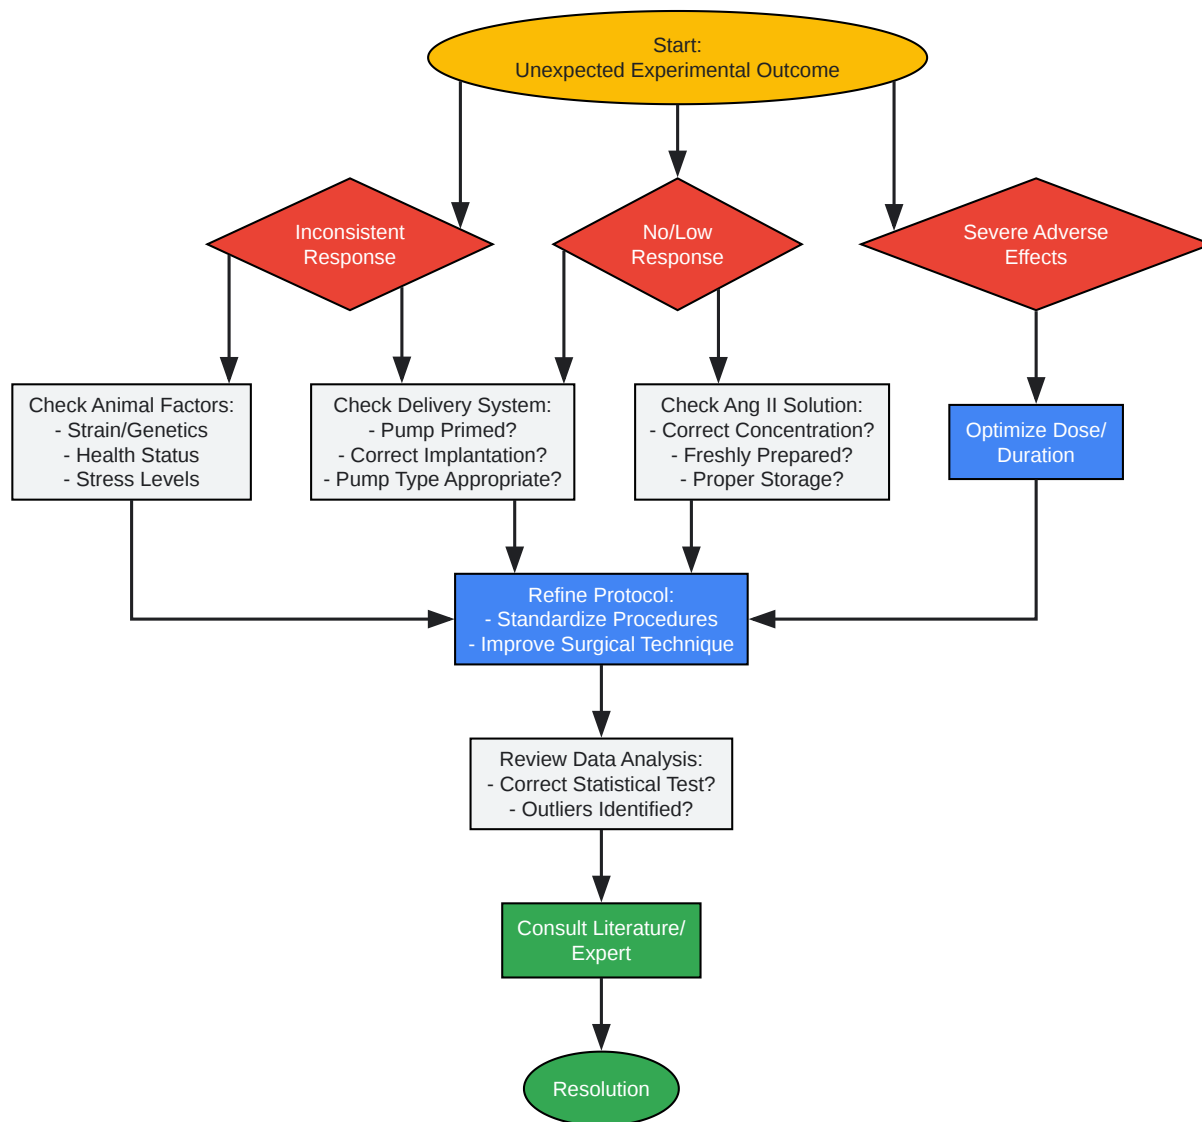 Start:
Unexpected Experimental Outcome
Inconsistent
Response
No/Low
Response
Severe Adverse
Effects
Check Animal Factors:
- Strain/Genetics
- Health Status
- Stress Levels
Check Delivery System:
- Pump Primed?
- Correct Implantation?
- Pump Type Appropriate?
Check Ang II Solution:
- Correct Concentration?
- Freshly Prepared?
- Proper Storage?
Optimize Dose/
Duration
Refine Protocol:
- Standardize Procedures
- Improve Surgical Technique
Review Data Analysis:
- Correct Statistical Test?
- Outliers Identified?
Consult Literature/
Expert
Resolution